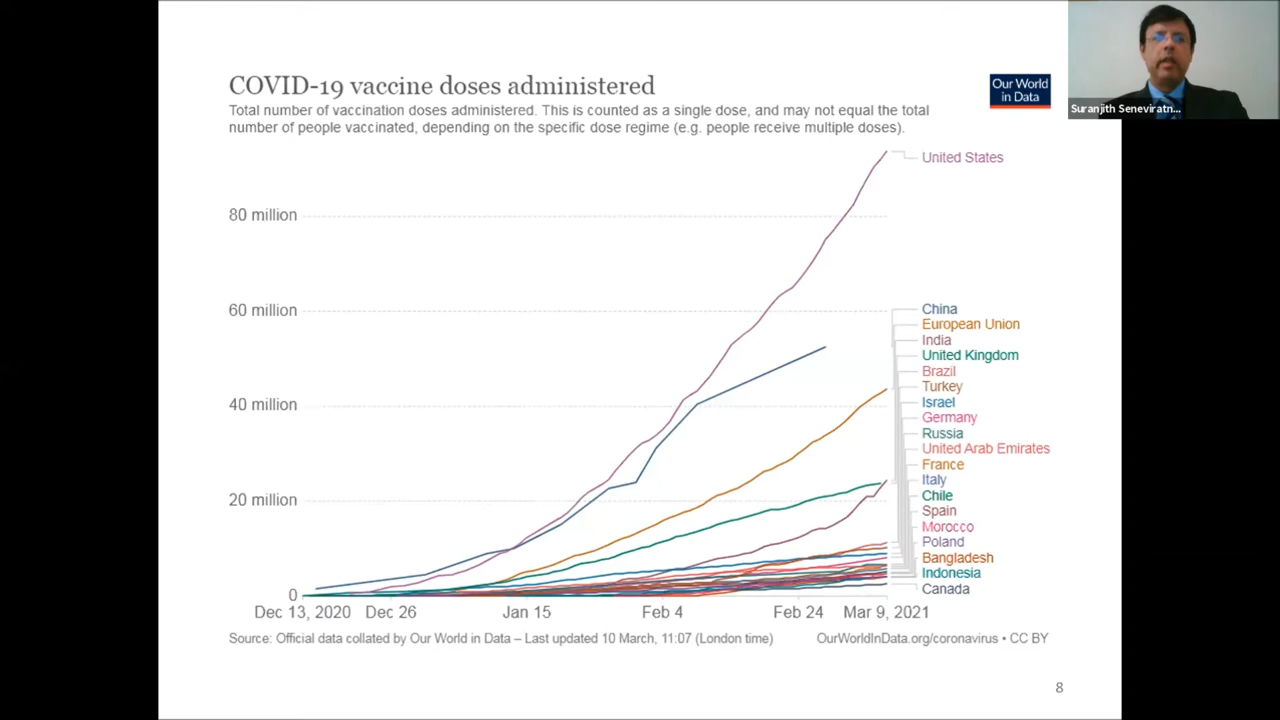 COVID-19 vaccine doses administered
Total number of vaccination doses administered. This is counted as a single dose, and may not equal the total
number of people vaccinated, depending on the specific dose regime (e.g. people receive multiple doses).
Our World
in Data
Suranjith Seneviratn...
United States
80 million
60 million
40 million
20 million
0
China
European Union
India
United Kingdom
Brazil
Turkey
Israel
Germany
Russia
United Arab Emirates
France
Italy
Chile
Spain
Morocco
Poland
Bangladesh
Indonesia
Canada
Dec 13, 2020
Dec 26
Jan 15
Feb 4
Feb 24
Mar 9, 2021
Source: Official data collated by Our World in Data – Last updated 10 March, 11:07 (London time)
OurWorldInData.org/coronavirus • CC BY
8